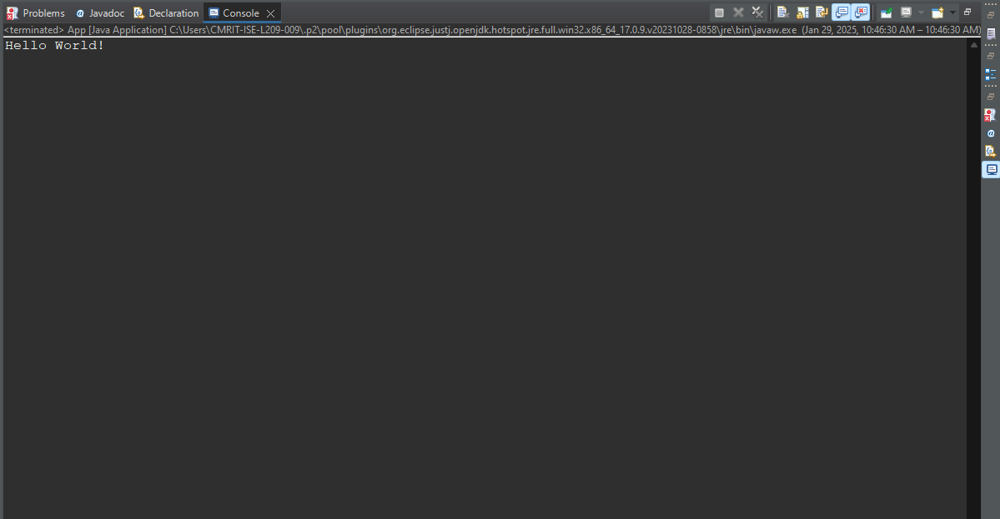 Problems @ Javadoc Declaration Console
<terminated> App [Java Application] C:\Users\CMRIT-ISE-L209-009\.p2\pool\plugins\org.eclipse.justj.openjdk.hotspot.jre.full.win32.x86_64_17.0.9.v20231028-0858\jre\bin\javaw.exe (Jan 29, 2025, 10:46:30 AM – 10:46:30 AM)
Hello World!